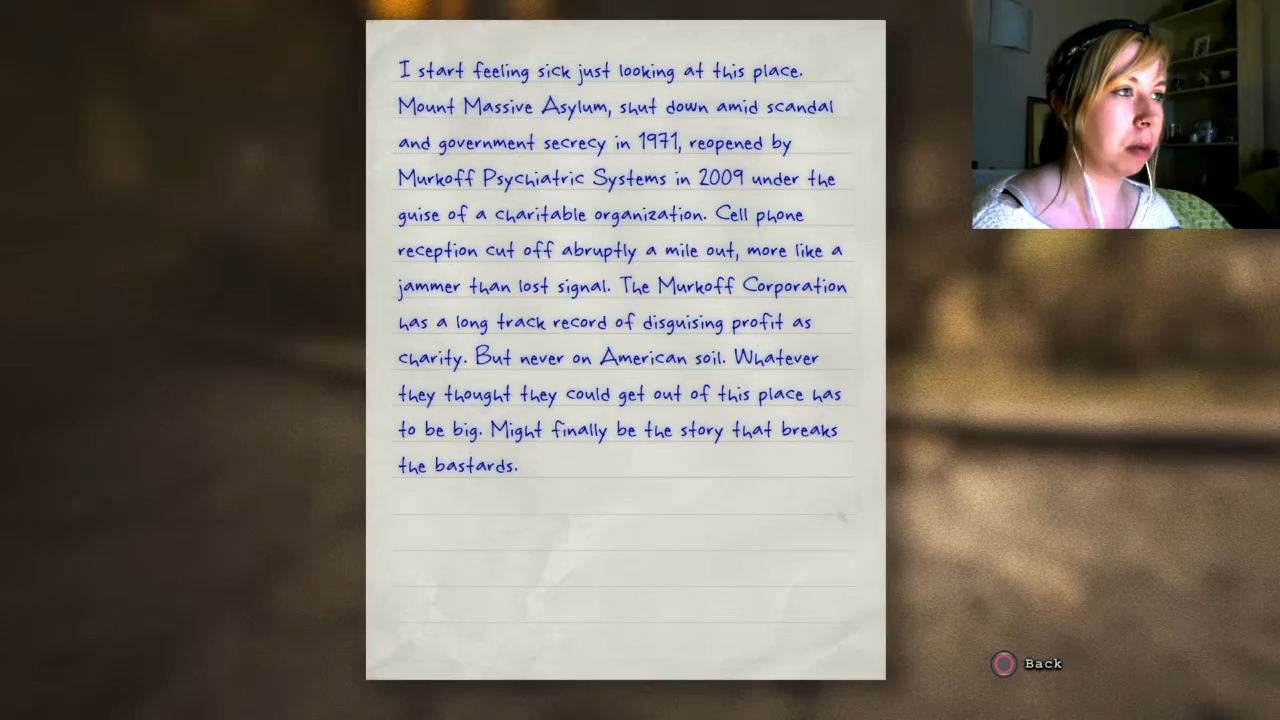 I start feeling sick just looking at this place.
Mount Massive Asylum, shut down amid scandal
and government secrecy in 1971, reopened by
Murkoff Psychiatric Systems in 2009 under the
guise of a charitable organization. Cell phone
reception cut off abruptly a mile out, more like a
jammer than lost signal. The Murkoff Corporation
has a long track record of disguising profit as
charity. But never on American soil. Whatever
they thought they could get out of this place has
to be big. Might finally be the story that breaks
the bastards.
Back